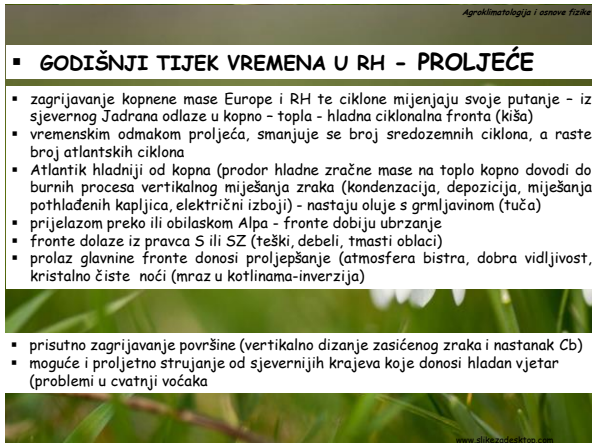 Agroklimatologija i osnove fizike
▪ GODIŠNJI TIJEK VREMENA U RH - PROLJEĆE
▪ zagrijavanje kopnene mase Europe i RH te ciklone mijenjaju svoje putanje – iz
sjevernog Jadrana odlaze u kopno – topla - hladna ciklonalna fronta (kiša)
▪ vremenskim odmakom proljeća, smanjuje se broj sredozemnih ciklona, a raste
broj atlantskih ciklona
▪ Atlantik hladniji od kopna (prodor hladne zračne mase na toplo kopno dovodi do
burnih procesa vertikalnog miješanja zraka (kondenzacija, depozicija, miješanja
pothlađenih kapljica, električni izboji) - nastaju oluje s grmljavinom (tuča)
▪ prijelazom preko ili obilaskom Alpa - fronte dobiju ubrzanje
▪ fronte dolaze iz pravca S ili SZ (teški, debeli, tmasti oblaci)
▪ prolaz glavnine fronte donosi proljepšanje (atmosfera bistra, dobra vidljivost,
kristalno čiste noći (mraz u kotlinama-inverzija)
▪ prisutno zagrijavanje površine (vertikalno dizanje zasićenog zraka i nastanak Cb)
▪ moguće i proljetno strujanje od sjevernijih krajeva koje donosi hladan vjetar
(problemi u cvatnji voćaka
www.slikezadesktop.com